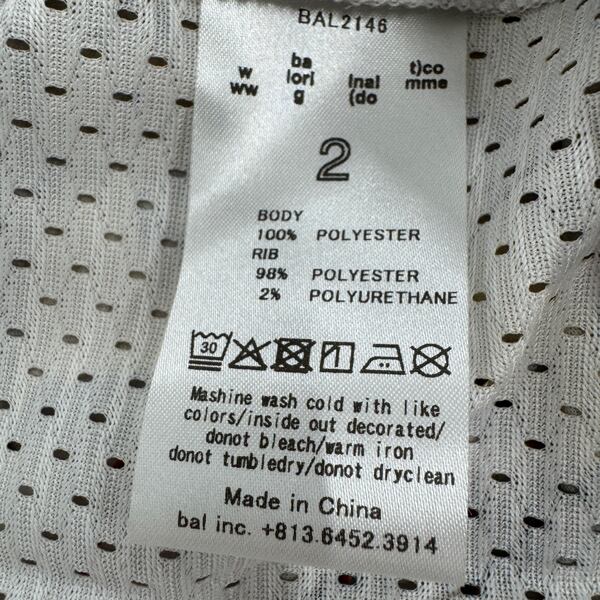 BAL2146
w
ww
ba
lori
g
inal
(do
t)co
mme
2
BODY
100% POLYESTER
RIB
98% POLYESTER
2% POLYURETHANE
30
Mashine wash cold with like
colors/inside out decorated/
donot bleach/warm iron
donot tumbledry/donot dryclean
Made in China
bal inc. +813.6452.3914